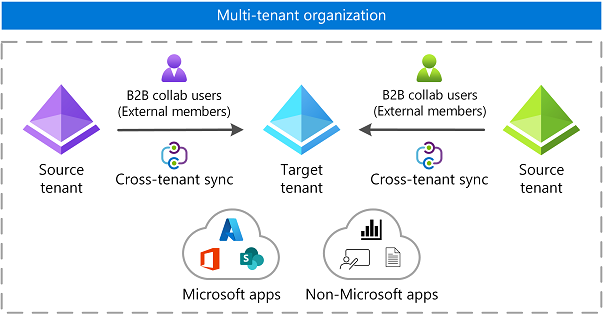 Multi-tenant organization
B2B collab users
(External members)
B2B collab users
(External members)
Source
tenant
Cross-tenant sync
Target
tenant
Cross-tenant sync
Source
tenant
A
S
Microsoft apps
Non-Microsoft apps